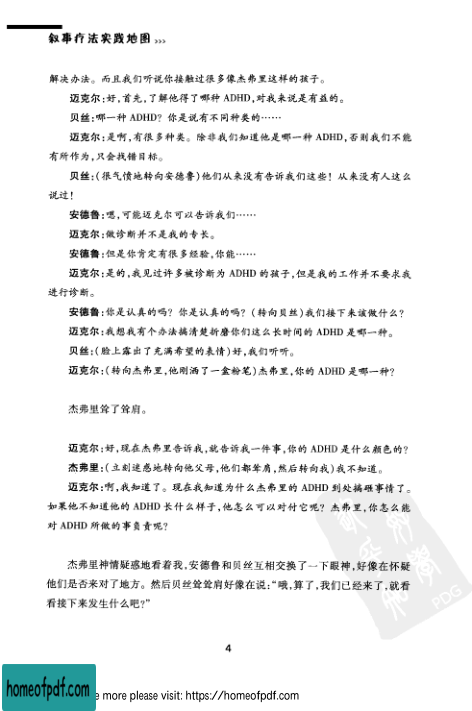 叙事疗法实践地图 >>>
解决办法。而且我们听说你接触过很多像杰弗里这样的孩子。
迈克尔:好,首先,了解他得了哪种 ADHD,对我来说是有益的。
贝丝:哪一种 ADHD? 你是说有不同种类的……
迈克尔:是啊,有很多种类。除非我们知道他是哪一种 ADHD,否则我们不能
有所作为,只会找错目标。
贝丝:(很气愤地转向安德鲁)他们从来没有告诉我们这些! 从来没有人这么
说过!
安德鲁:嗯,可能迈克尔可以告诉我们……
迈克尔:做诊断并不是我的专长。
安德鲁:但是你肯定有很多经验,你能……
迈克尔:是的,我见过许多被诊断为 ADHD 的孩子,但是我的工作并不要求我
进行诊断。
安德鲁:你是认真的吗? 你是认真的吗? (转向贝丝)我们接下来该做什么?
迈克尔:我想我有个办法搞清楚折磨你们这么长时间的 ADHD 是哪一种。
贝丝:(脸上露出了充满希望的表情)好,我们听听。
迈克尔:(转向杰弗里,他刚洒了一盒粉笔)杰弗里,你的 ADHD 是哪一种?
杰弗里耸了耸肩。
迈克尔:好,现在杰弗里告诉我,就告诉我一件事,你的 ADHD 是什么颜色的?
杰弗里:(立刻迷惑地转向他父母,他们都耸肩,然后转向我)我不知道。
迈克尔:啊,我知道了。现在我知道为什么杰弗里的 ADHD 到处搞砸事情了。
如果他不知道他的 ADHD 长什么样子,他怎么可以对付它呢? 杰弗里,你怎么能
对 ADHD 所做的事负责呢?
杰弗里神情疑惑地看着我,安德鲁和贝丝互相交换了一下眼神,好像在怀疑
他们是否来对了地方。然后贝丝耸耸肩好像在说:“哦,算了,我们已经来了,就看
看接下来发生什么吧?”
PDG
4
homeofpdf.com
e more please visit: https://homeofpdf.com